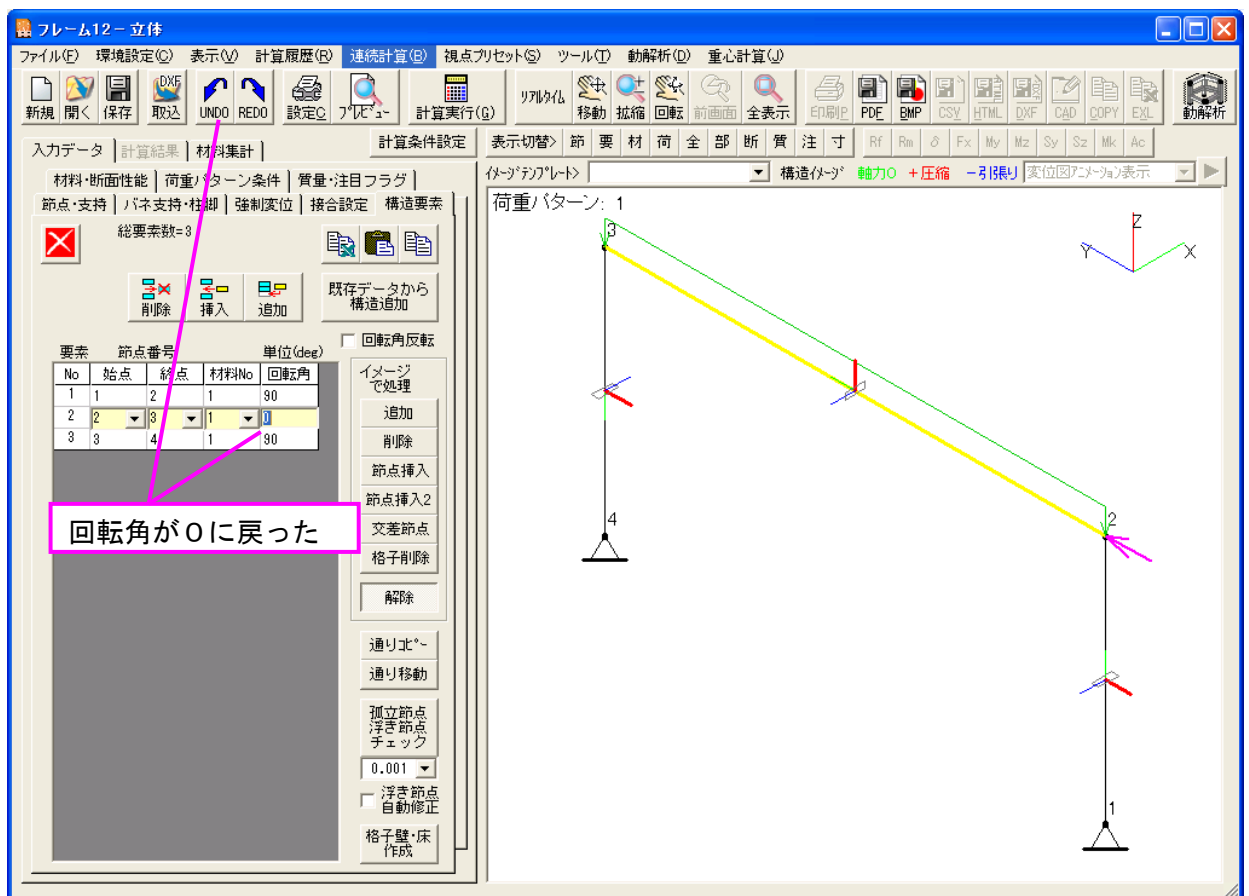 フレーム12 - 立体
ファイル(F) 環境設定(C) 表示(V) 計算履歴(R) 連続計算(B) 視点プリセット(S) ツール(T) 動解析(D) 重心計算(J)
新規 開く 保存 DXF 取込 UNDO REDO 設定C プレビュー 計算実行(G) リアルタイム 移動 拡縮 回転 前画面 全表示 印刷P PDF BMP CSV HTML DXF CAD COPY EXL 動解析
入力データ 計算結果 材料集計 計算条件設定 表示切替> 節 要 材 荷 全 部 断 質 注 寸 Rf Rm δ Fx My Mz Sy Sz Mk Ac
材料・断面性能 荷重パターン条件 質量・注目フラグ イメージテンプレート> 構造イメージ 軸力0 +圧縮 -引張り 変位図アニメーション表示
節点・支持 バネ支持・柱脚 強制変位 接合設定 構造要素
荷重パターン: 1
総要素数=3
削除 挿入 追加
既存データから
構造追加
回転角反転
要素 節点番号 単位(deg)
No 始点 終点 材料No 回転角
1 1 2 1 90
2 2 3 1 0
3 3 4 1 90
イメージ
で処理
追加
削除
節点挿入
節点挿入2
交差節点
格子削除
解除
通りコピー
通り移動
孤立節点
浮き節点
チェック
0.001
浮き節点
自動修正
格子壁・床
作成
回転角が0に戻った
3
Z
Y
X
4
2
1